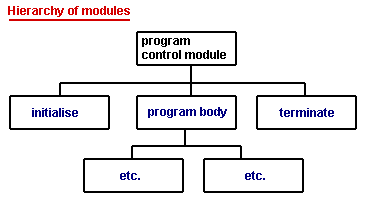 Hierarchy of modules
program
control module
initialise
program body
terminate
etc.
etc.